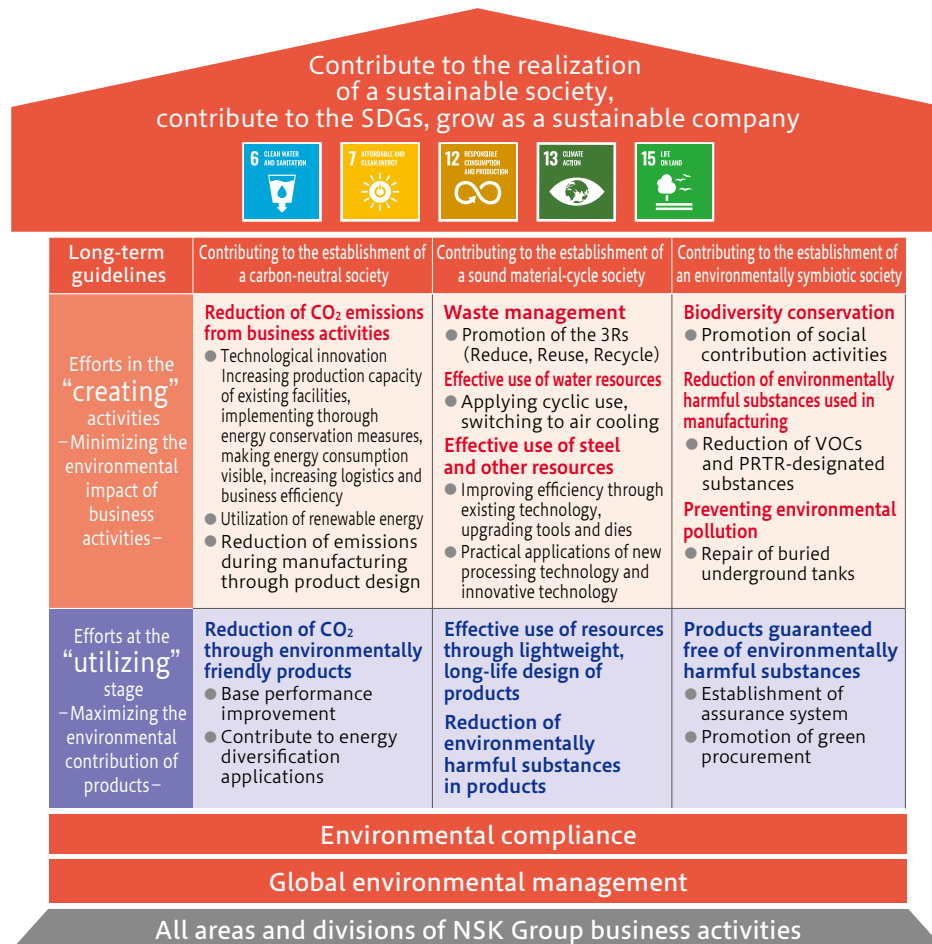 Contribute to the realization
of a sustainable society,
contribute to the SDGs, grow as a sustainable company
6 CLEAN WATER
AND SANITATION
7 AFFORDABLE AND
CLEAN ENERGY
12 RESPONSIBLE
CONSUMPTION
AND PRODUCTION
13 CLIMATE
ACTION
15 LIFE
ON LAND
Long-term
guidelines
Contributing to the establishment of
a carbon-neutral society
Contributing to the establishment of
a sound material-cycle society
Contributing to the establishment of
an environmentally symbiotic society
Efforts in the
“creating”
activities
–Minimizing the
environmental
impact of
business
activities–
Reduction of CO₂ emissions
from business activities
● Technological innovation
Increasing production capacity
of existing facilities,
implementing thorough
energy conservation measures,
making energy consumption
visible, increasing logistics and
business efficiency
● Utilization of renewable energy
● Reduction of emissions
during manufacturing
through product design
Waste management
● Promotion of the 3Rs
(Reduce, Reuse, Recycle)
Effective use of water resources
● Applying cyclic use,
switching to air cooling
Effective use of steel
and other resources
● Improving efficiency through
existing technology,
upgrading tools and dies
● Practical applications of new
processing technology and
innovative technology
Biodiversity conservation
● Promotion of social
contribution activities
Reduction of environmentally
harmful substances used in
manufacturing
● Reduction of VOCs
and PRTR-designated
substances
Preventing environmental
pollution
● Repair of buried
underground tanks
Efforts at the
“utilizing”
stage
–Maximizing the
environmental
contribution of
products–
Reduction of CO₂
through environmentally
friendly products
● Base performance
improvement
● Contribute to energy
diversification
applications
Effective use of resources
through lightweight,
long-life design of
products
Reduction of
environmentally
harmful substances
in products
Products guaranteed
free of environmentally
harmful substances
● Establishment of
assurance system
● Promotion of green
procurement
Environmental compliance
Global environmental management
All areas and divisions of NSK Group business activities